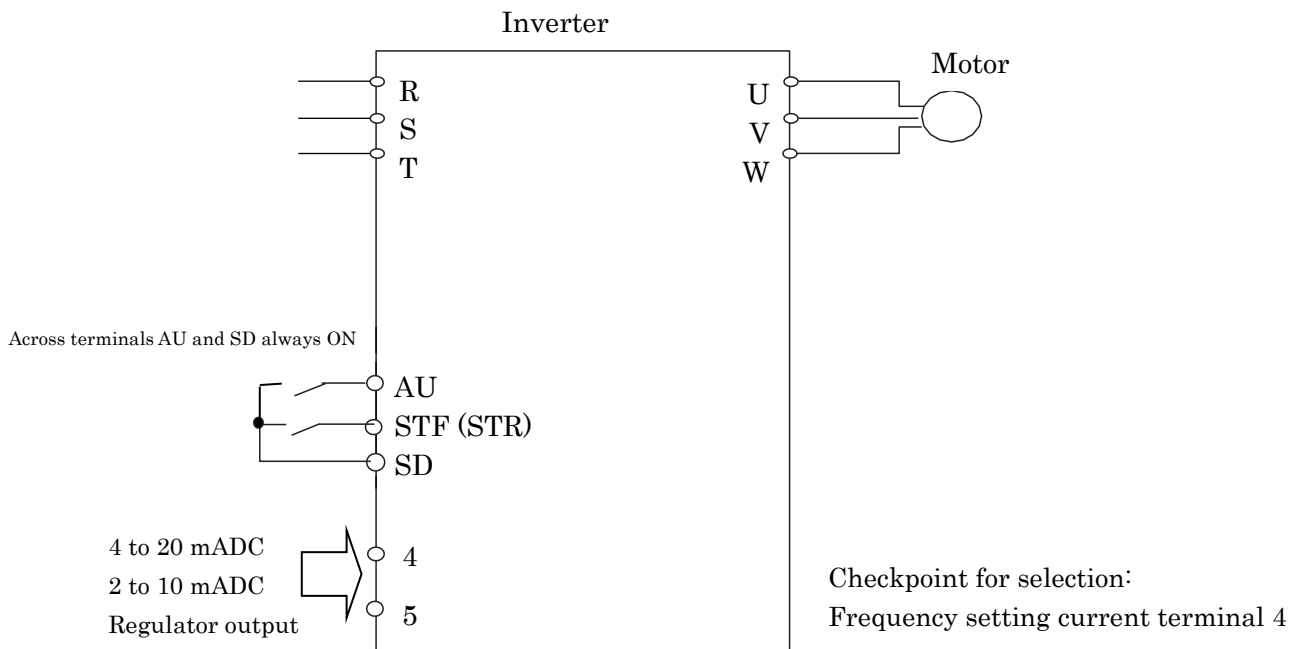 Inverter
Motor
R
S
T
U
V
W
Across terminals AU and SD always ON
AU
STF (STR)
SD
4 to 20 mADC
2 to 10 mADC
Regulator output
4
5
Checkpoint for selection:
Frequency setting current terminal 4